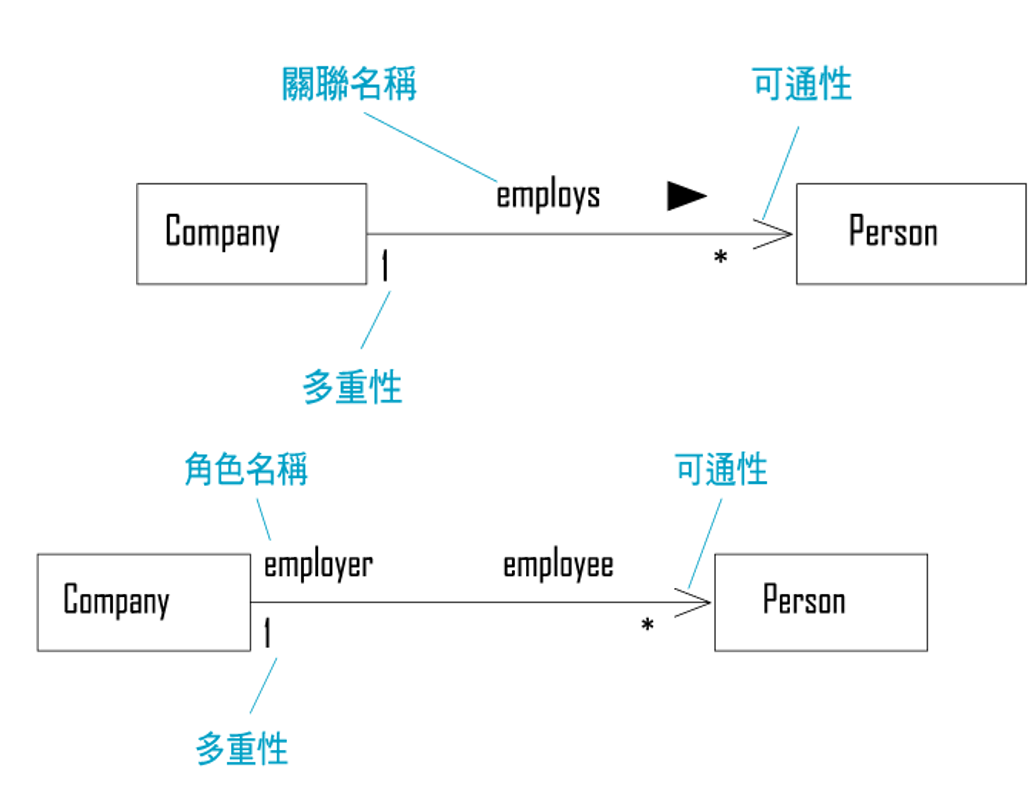 關聯名稱
可通性
employs
Company
Person
1
*
多重性
角色名稱
可通性
employer
employee
Company
Person
1
*
多重性